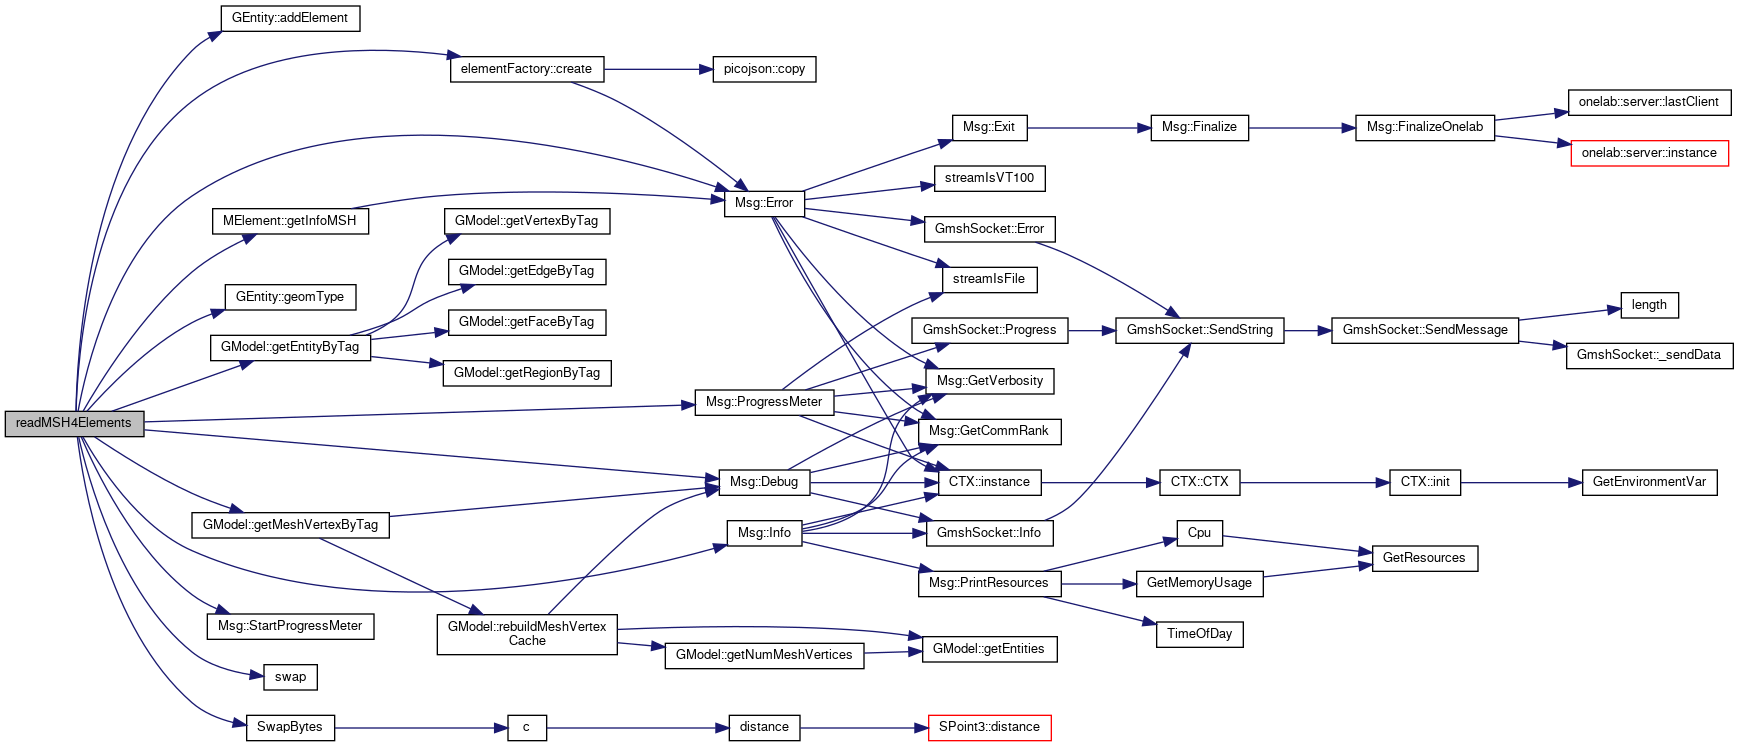 readMSH4Elements
GEntity::addElement
elementFactory::create
picojson::copy
Msg::Error
MElement::getInfoMSH
GEntity::geomType
GModel::getEntityByTag
GModel::getVertexByTag
GModel::getEdgeByTag
GModel::getFaceByTag
GModel::getRegionByTag
Msg::ProgressMeter
Msg::Debug
GModel::getMeshVertexByTag
Msg::Info
GModel::rebuildMeshVertex
Cache
GModel::getNumMeshVertices
Msg::StartProgressMeter
swap
SwapBytes
c
distance
SPoint3::distance
Msg::Exit
Msg::Finalize
Msg::FinalizeOnelab
onelab::server::lastClient
onelab::server::instance
streamIsVT100
GmshSocket::Error
streamIsFile
GmshSocket::Progress
GmshSocket::SendString
GmshSocket::SendMessage
length
GmshSocket::_sendData
Msg::GetVerbosity
Msg::GetCommRank
CTX::instance
CTX::CTX
CTX::init
GetEnvironmentVar
GmshSocket::Info
Msg::PrintResources
Cpu
GetMemoryUsage
GetResources
TimeOfDay
GModel::getEntities